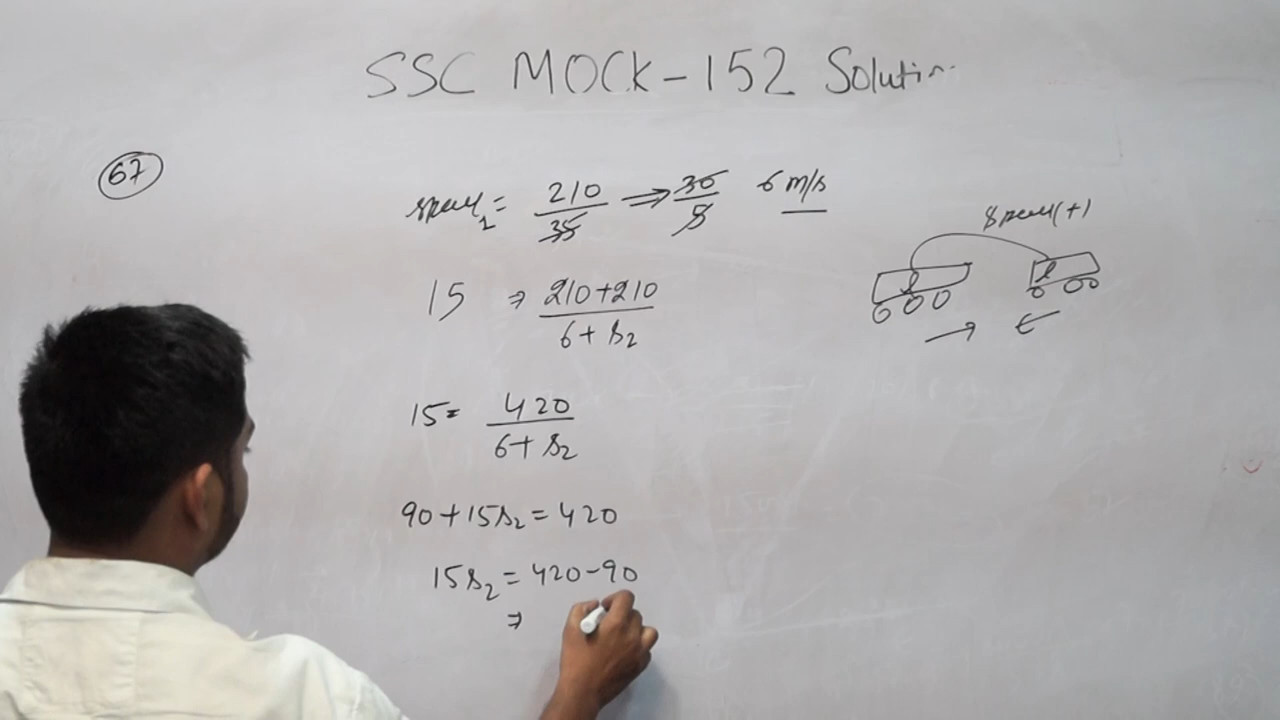 SSC MOCK-152 Solution
67
speed2 = 210/35 ⇒ 30/5 6 m/s
Speed(+)
15 ⇒ 210+210/6+s2
15= 420/6+s2
90+15s2=420
15s2=420-90
⇒